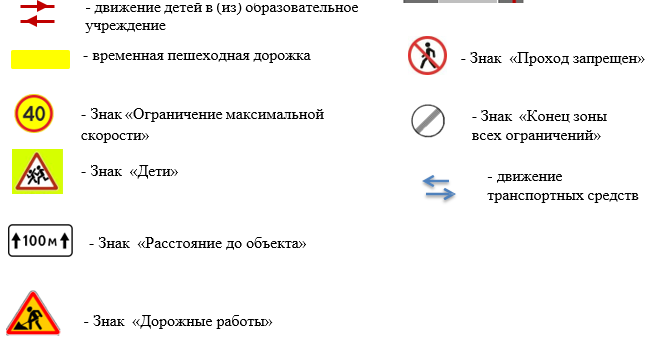 - движение детей в (из) образовательное
учреждение
- временная пешеходная дорожка
40
- Знак «Ограничение максимальной
скорости»
- Знак «Дети»
100м
- Знак «Расстояние до объекта»
- Знак «Дорожные работы»
- Знак «Проход запрещен»
- Знак «Конец зоны
всех ограничений»
- движение
транспортных средств